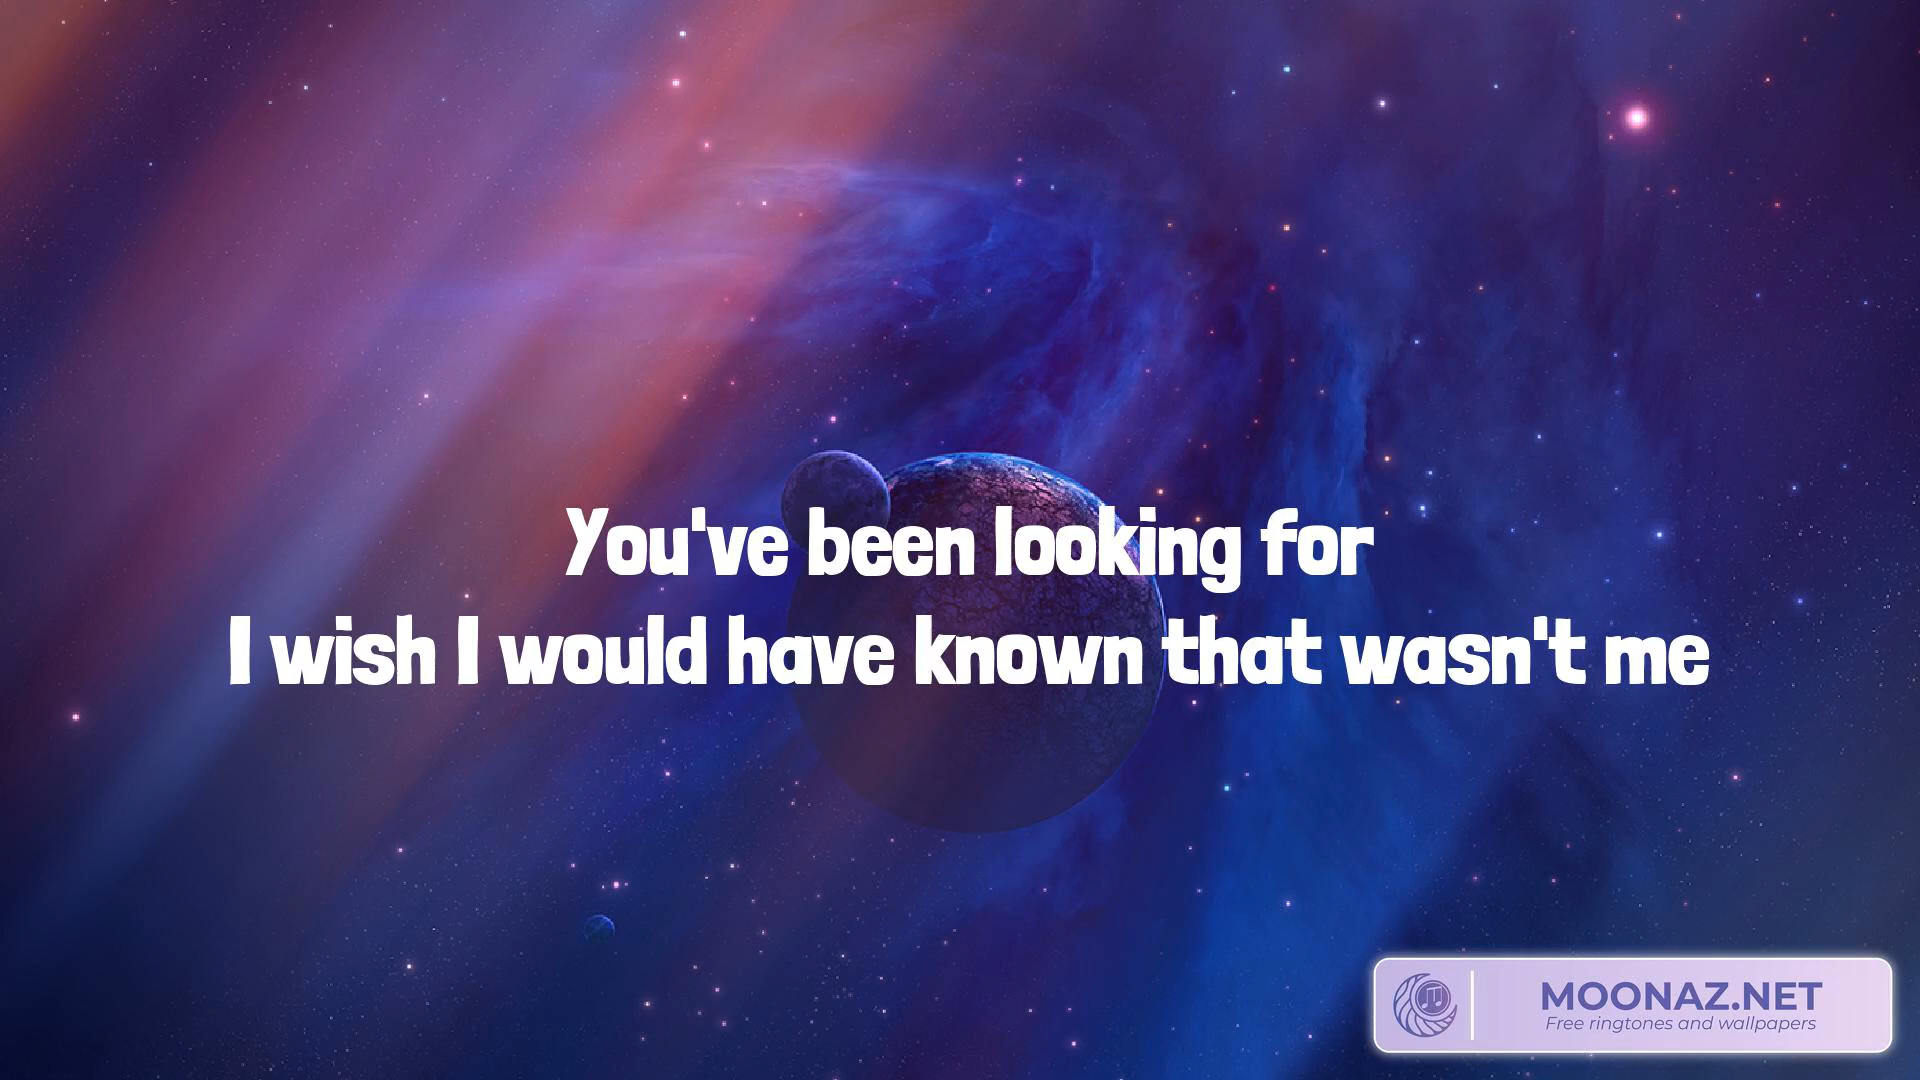 You've been looking for
I wish I would have known that wasn't me
MOONAZ.NET
Free ringtones and wallpapers